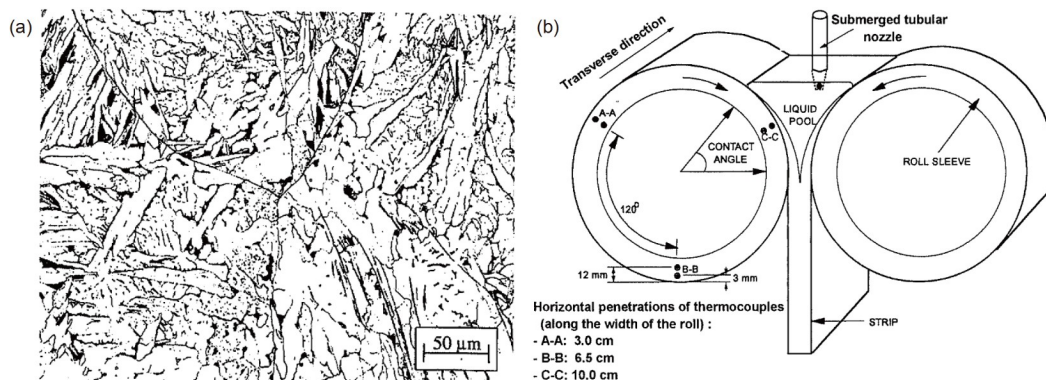 (a)
50 µm
(b)
Submerged tubular
nozzle
Transverse direction
A-A
LIQUID
POOL
C-C
CONTACT
ANGLE
ROLL SLEEVE
120°
B-B
12 mm
3 mm
Horizontal penetrations of thermocouples
(along the width of the roll) :
- A-A: 3.0 cm
- B-B: 6.5 cm
- C-C: 10.0 cm
STRIP